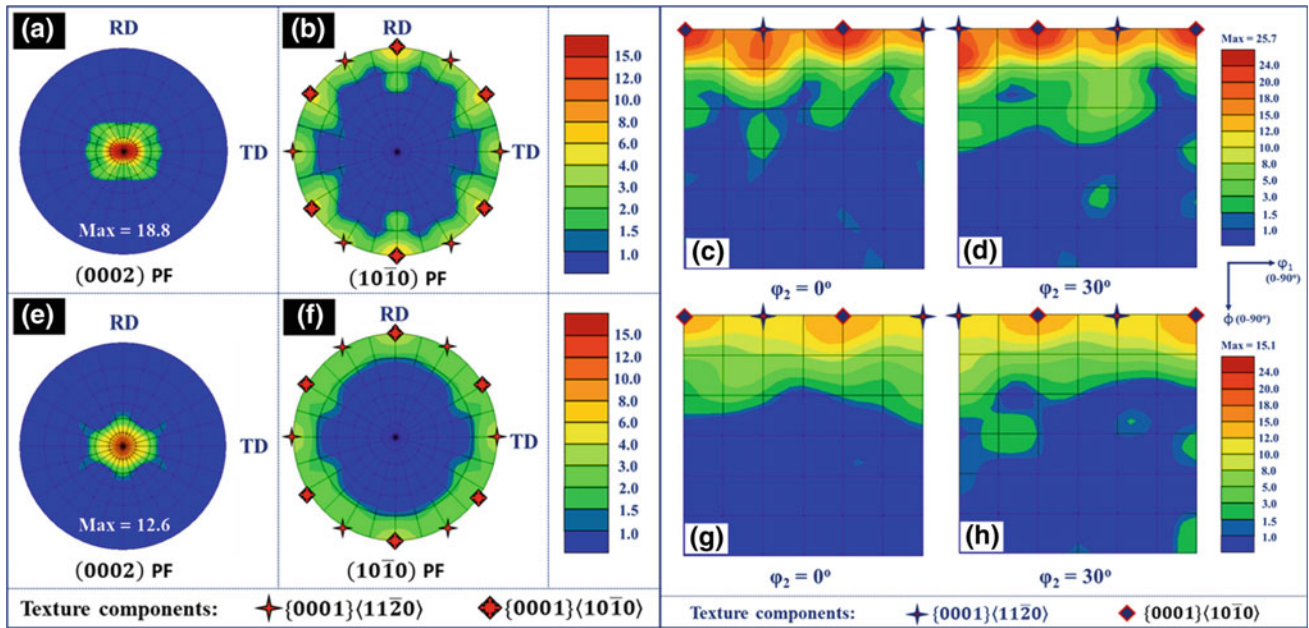 (a)
RD
TD
Max = 18.8
(0002) PF
(b)
RD
TD
(101̄0) PF
15.0
12.0
10.0
8.0
6.0
4.0
3.0
2.0
1.5
1.0
(c)
φ₂ = 0º
(d)
φ₂ = 30º
Max = 25.7
24.0
20.0
18.0
15.0
12.0
10.0
8.0
5.0
3.0
1.5
1.0
φ₁
(0-90º)
ϕ (0-90º)
(e)
RD
TD
Max = 12.6
(0002) PF
(f)
RD
TD
(101̄0) PF
15.0
12.0
10.0
8.0
6.0
4.0
3.0
2.0
1.5
1.0
(g)
φ₂ = 0º
(h)
φ₂ = 30º
Max = 15.1
24.0
20.0
18.0
15.0
12.0
10.0
8.0
5.0
3.0
1.5
1.0
Texture components: {0001}⟨112̄0⟩ {0001}⟨101̄0⟩
Texture components: {0001}⟨112̄0⟩ {0001}⟨101̄0⟩